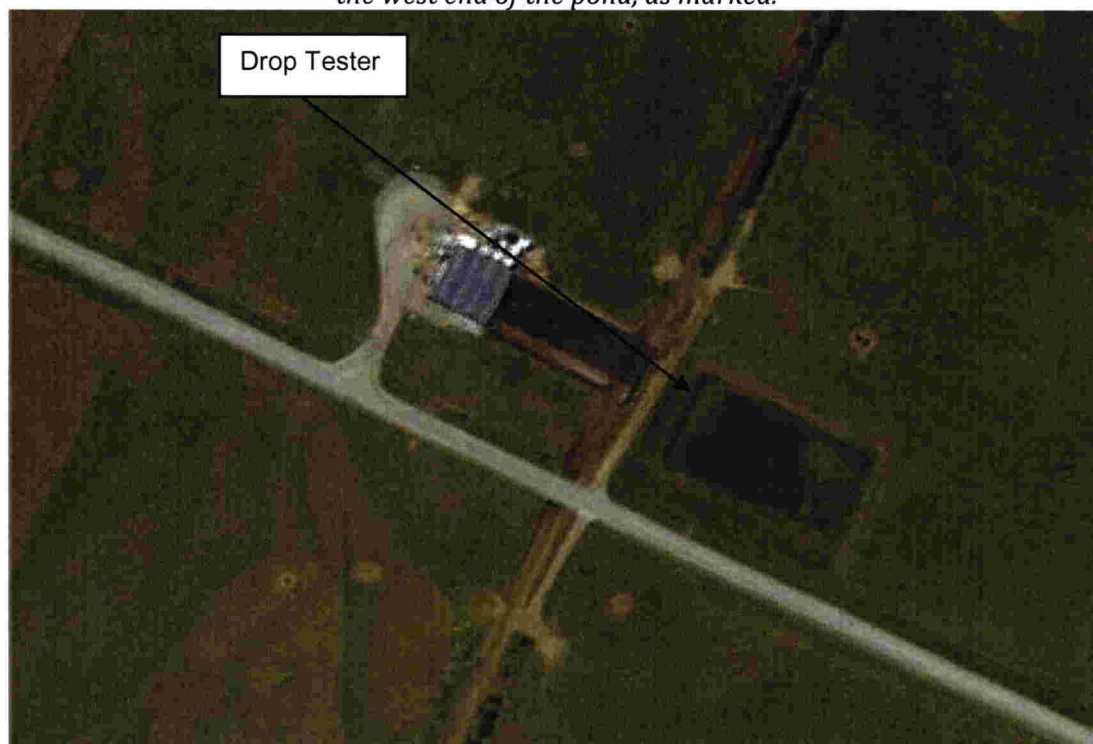 the west end of the pond, as marked.
Drop Tester